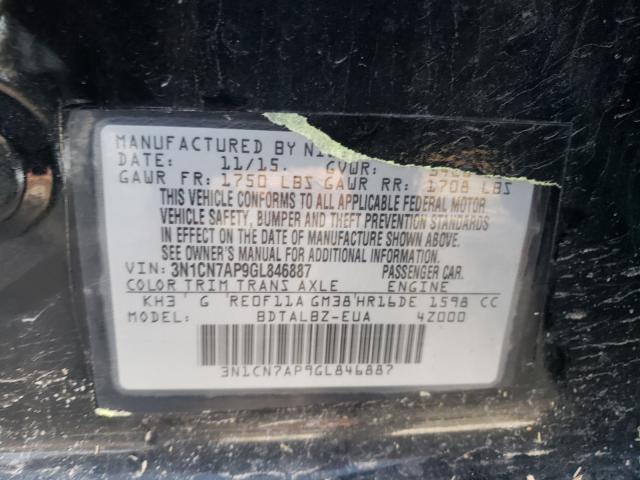 MANUFACTURED BY
DATE: 11/15. GVWR:
GAWR FR: 1750 LBS GAWR RR: 1708 LBS
THIS VEHICLE CONFORMS TO ALL APPLICABLE FEDERAL MOTOR
VEHICLE SAFETY, BUMPER AND THEFT PREVENTION STANDARDS
IN EFFECT ON THE DATE OF MANUFACTURE SHOWN ABOVE.
SEE OWNER'S MANUAL FOR ADDITIONAL INFORMATION.
VIN: 3N1CN7AP9GL846887 PASSENGER CAR.
COLOR TRIM TRANS AXLE ENGINE
KH3 G REOF11A GM38 HR16DE 1598 CC
MODEL: BDTALBZ-EUA 4Z000
3N1CN7AP9GL846887